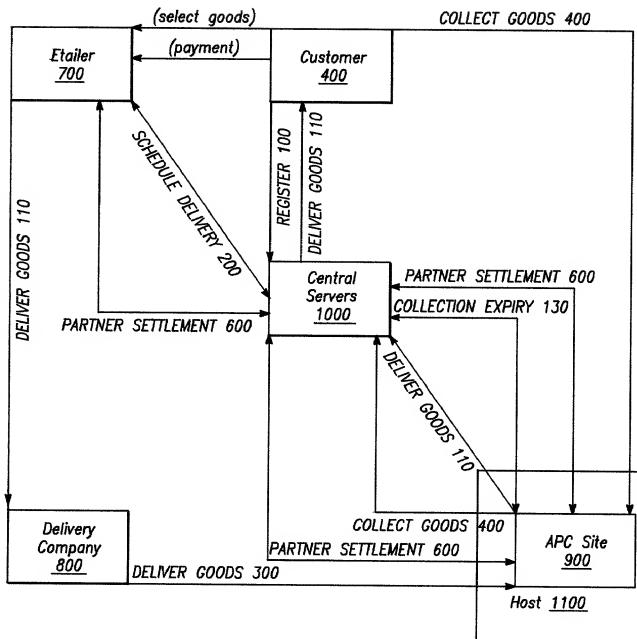 (select goods)
COLLECT GOODS 400
Etailer
700
(payment)
Customer
400
SCHEDULE DELIVERY 200
REGISTER 100
DELIVER GOODS 110
DELIVER GOODS 110
Central
Servers
1000
PARTNER SETTLEMENT 600
COLLECTION EXPIRY 130
PARTNER SETTLEMENT 600
DELIVER GOODS 110
COLLECT GOODS 400
Delivery
Company
800
PARTNER SETTLEMENT 600
APC Site
900
DELIVER GOODS 300
Host 1100